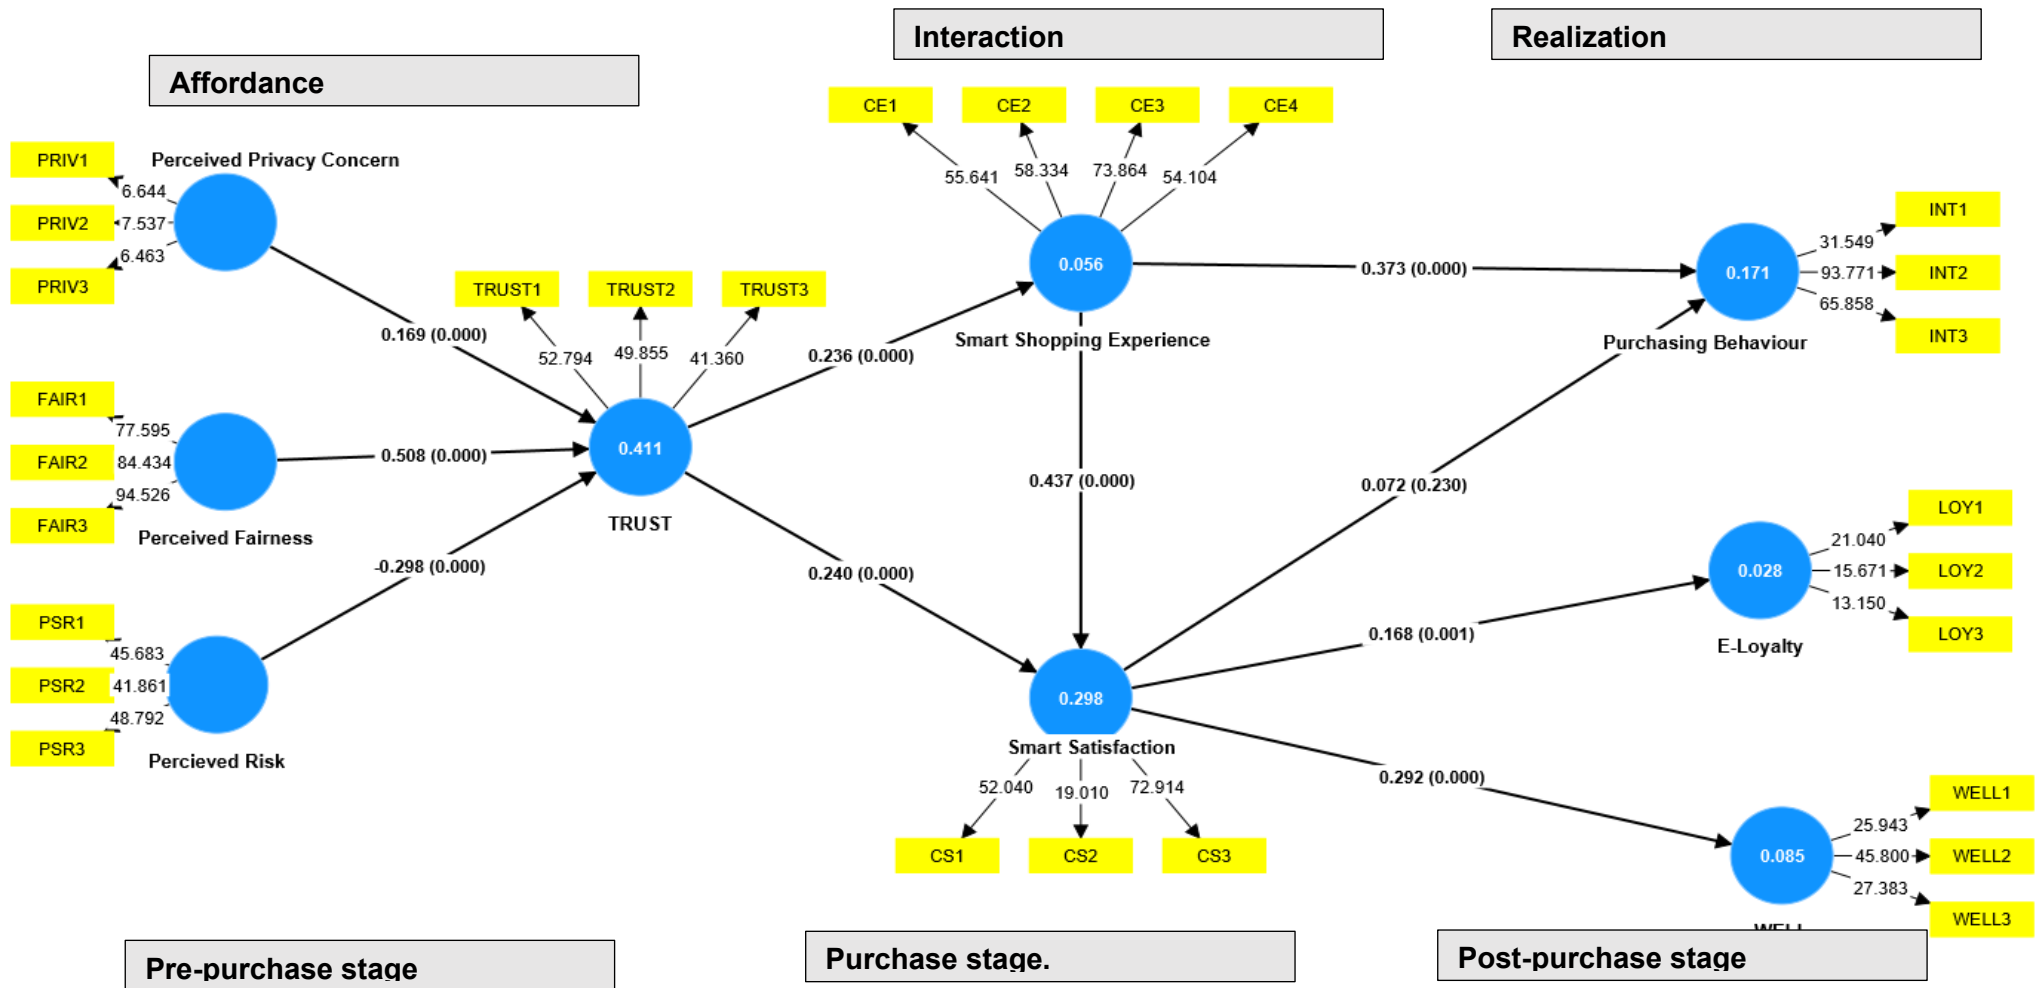 Interaction
Realization
Affordance
CE1
CE2
CE3
CE4
55.641
58.334
73.864
54.104
PRIV1
PRIV2
PRIV3
6.644
7.537
6.463
Perceived Privacy Concern
0.169 (0.000)
FAIR1
FAIR2
FAIR3
77.595
84.434
94.526
Perceived Fairness
0.508 (0.000)
PSR1
PSR2
PSR3
45.683
41.861
48.792
Percieved Risk
-0.298 (0.000)
TRUST1
TRUST2
TRUST3
52.794
49.855
41.360
0.411
TRUST
0.236 (0.000)
0.240 (0.000)
0.056
Smart Shopping Experience
0.437 (0.000)
0.373 (0.000)
0.298
Smart Satisfaction
52.040
19.010
72.914
CS1
CS2
CS3
0.072 (0.230)
0.168 (0.001)
0.292 (0.000)
0.171
Purchasing Behaviour
31.549
93.771
65.858
INT1
INT2
INT3
0.028
E-Loyalty
21.040
15.671
13.150
LOY1
LOY2
LOY3
0.085
WELL
25.943
45.800
27.383
WELL1
WELL2
WELL3
Pre-purchase stage
Purchase stage.
Post-purchase stage